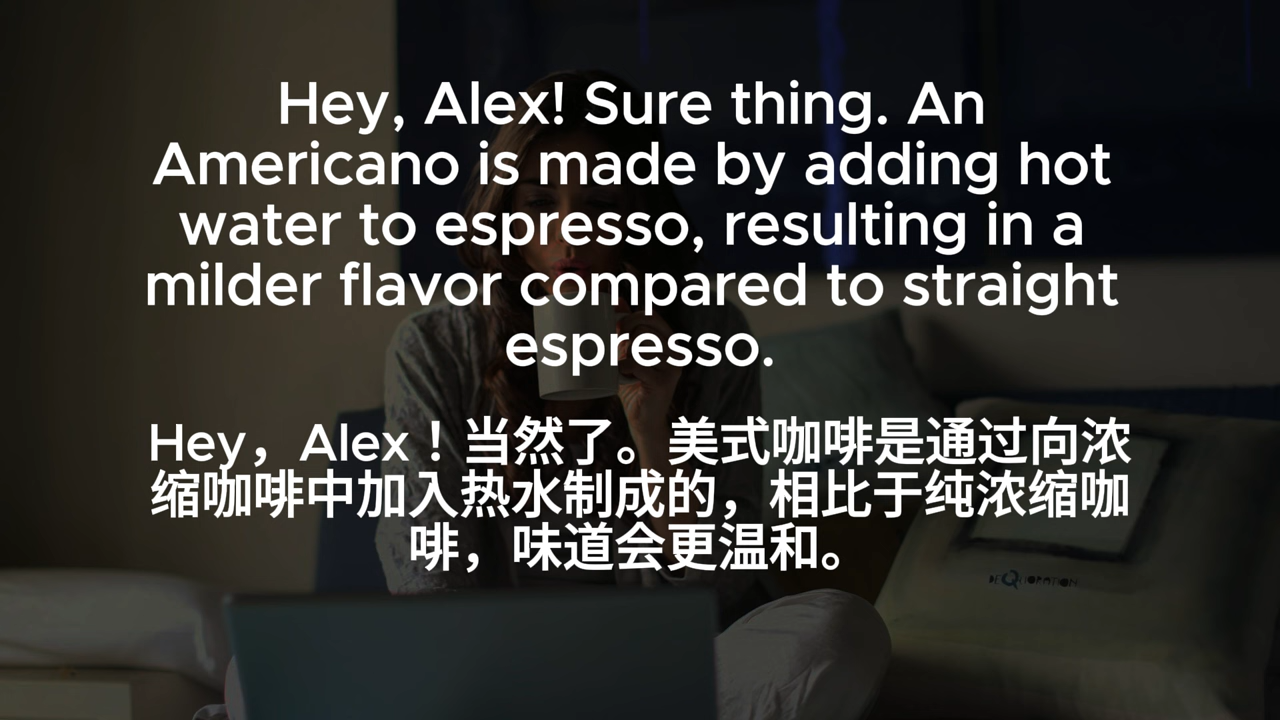 Hey, Alex! Sure thing. An
Americano is made by adding hot
water to espresso, resulting in a
milder flavor compared to straight
espresso.
Hey，Alex！当然了。美式咖啡是通过向浓
缩咖啡中加入热水制成的，相比于纯浓缩咖
啡，味道会更温和。